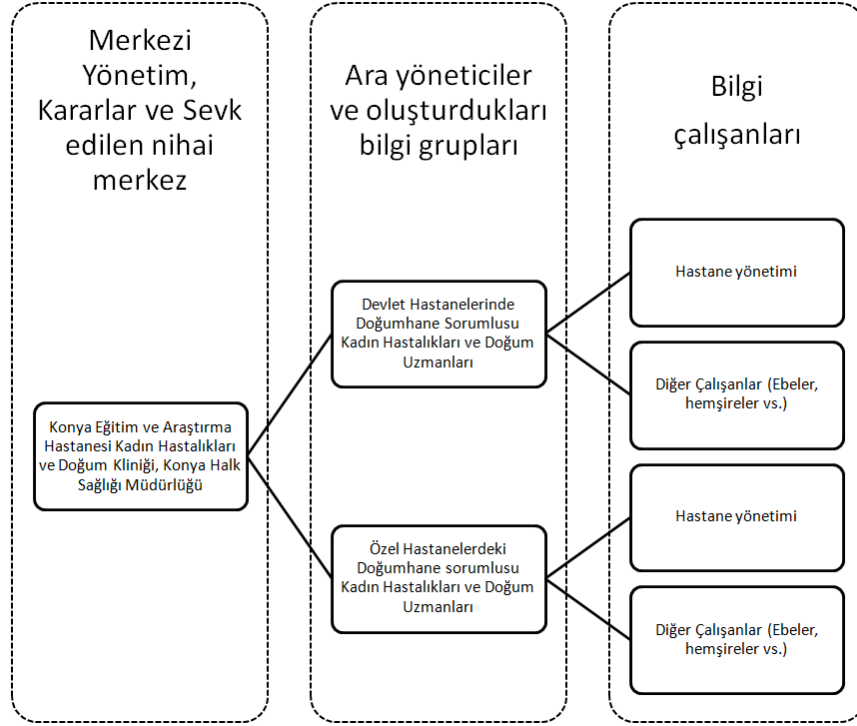 Merkezi
Yönetim,
Kararlar ve Sevk
edilen nihai
merkez
Konya Eğitim ve Araştırma
Hastanesi Kadın Hastalıkları
ve Doğum Kliniği, Konya Halk
Sağlığı Müdürlüğü
Ara yöneticiler
ve oluşturdukları
bilgi grupları
Devlet Hastanelerinde
Doğumhane Sorumlusu
Kadın Hastalıkları ve Doğum
Uzmanları
Özel Hastanelerdeki
Doğumhane sorumlusu
Kadın Hastalıkları ve Doğum
Uzmanları
Bilgi
çalışanları
Hastane yönetimi
Diğer Çalışanlar (Ebeler,
hemşireler vs.)
Hastane yönetimi
Diğer Çalışanlar (Ebeler,
hemşireler vs.)